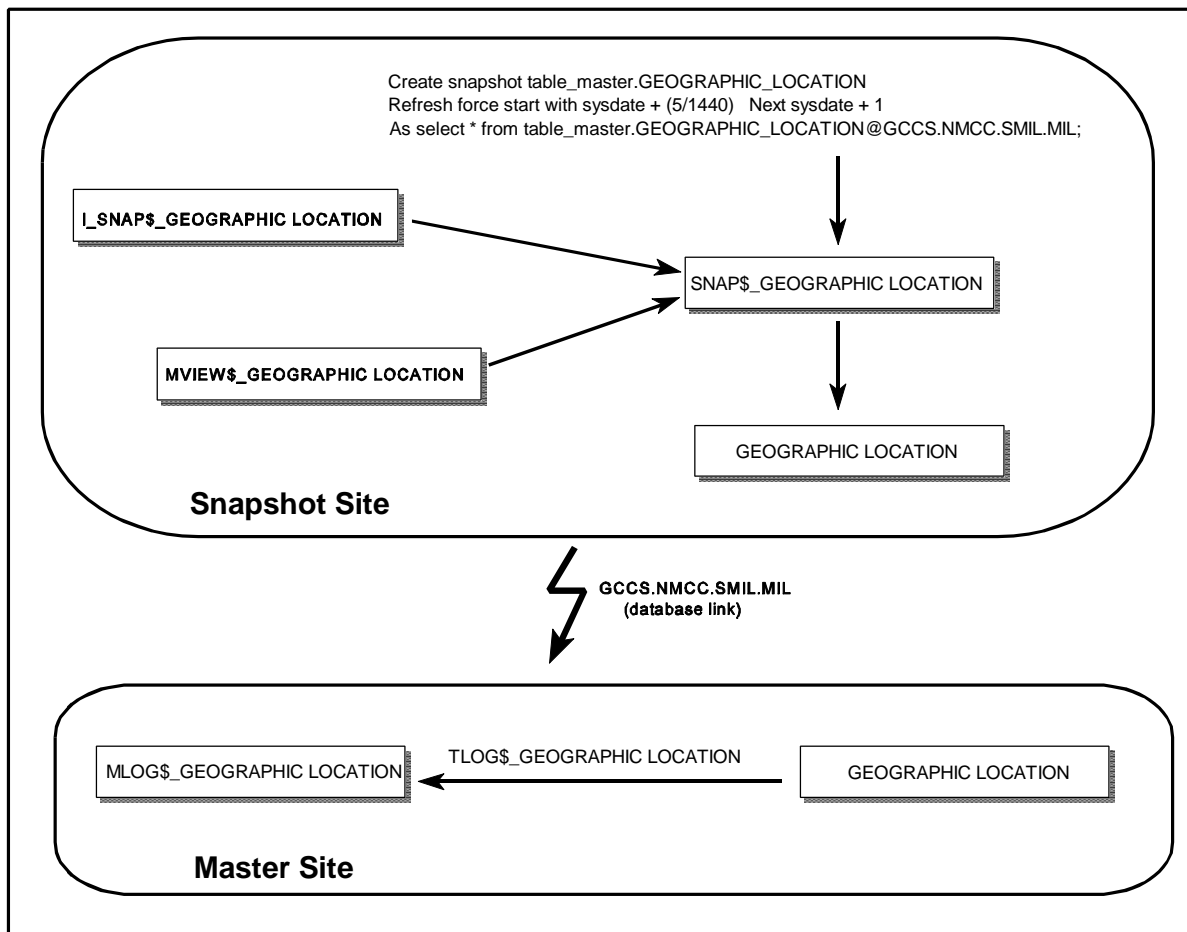 Create snapshot table_master.GEOGRAPHIC_LOCATION
Refresh force start with sysdate + (5/1440)   Next sysdate + 1
As select * from table_master.GEOGRAPHIC_LOCATION@GCCS.NMCC.SMIL.MIL;
I_SNAP$_GEOGRAPHIC LOCATION
SNAP$_GEOGRAPHIC LOCATION
MVIEW$_GEOGRAPHIC LOCATION
GEOGRAPHIC LOCATION
Snapshot Site
GCCS.NMCC.SMIL.MIL
(database link)
TLOG$_GEOGRAPHIC LOCATION
MLOG$_GEOGRAPHIC LOCATION
GEOGRAPHIC LOCATION
Master Site